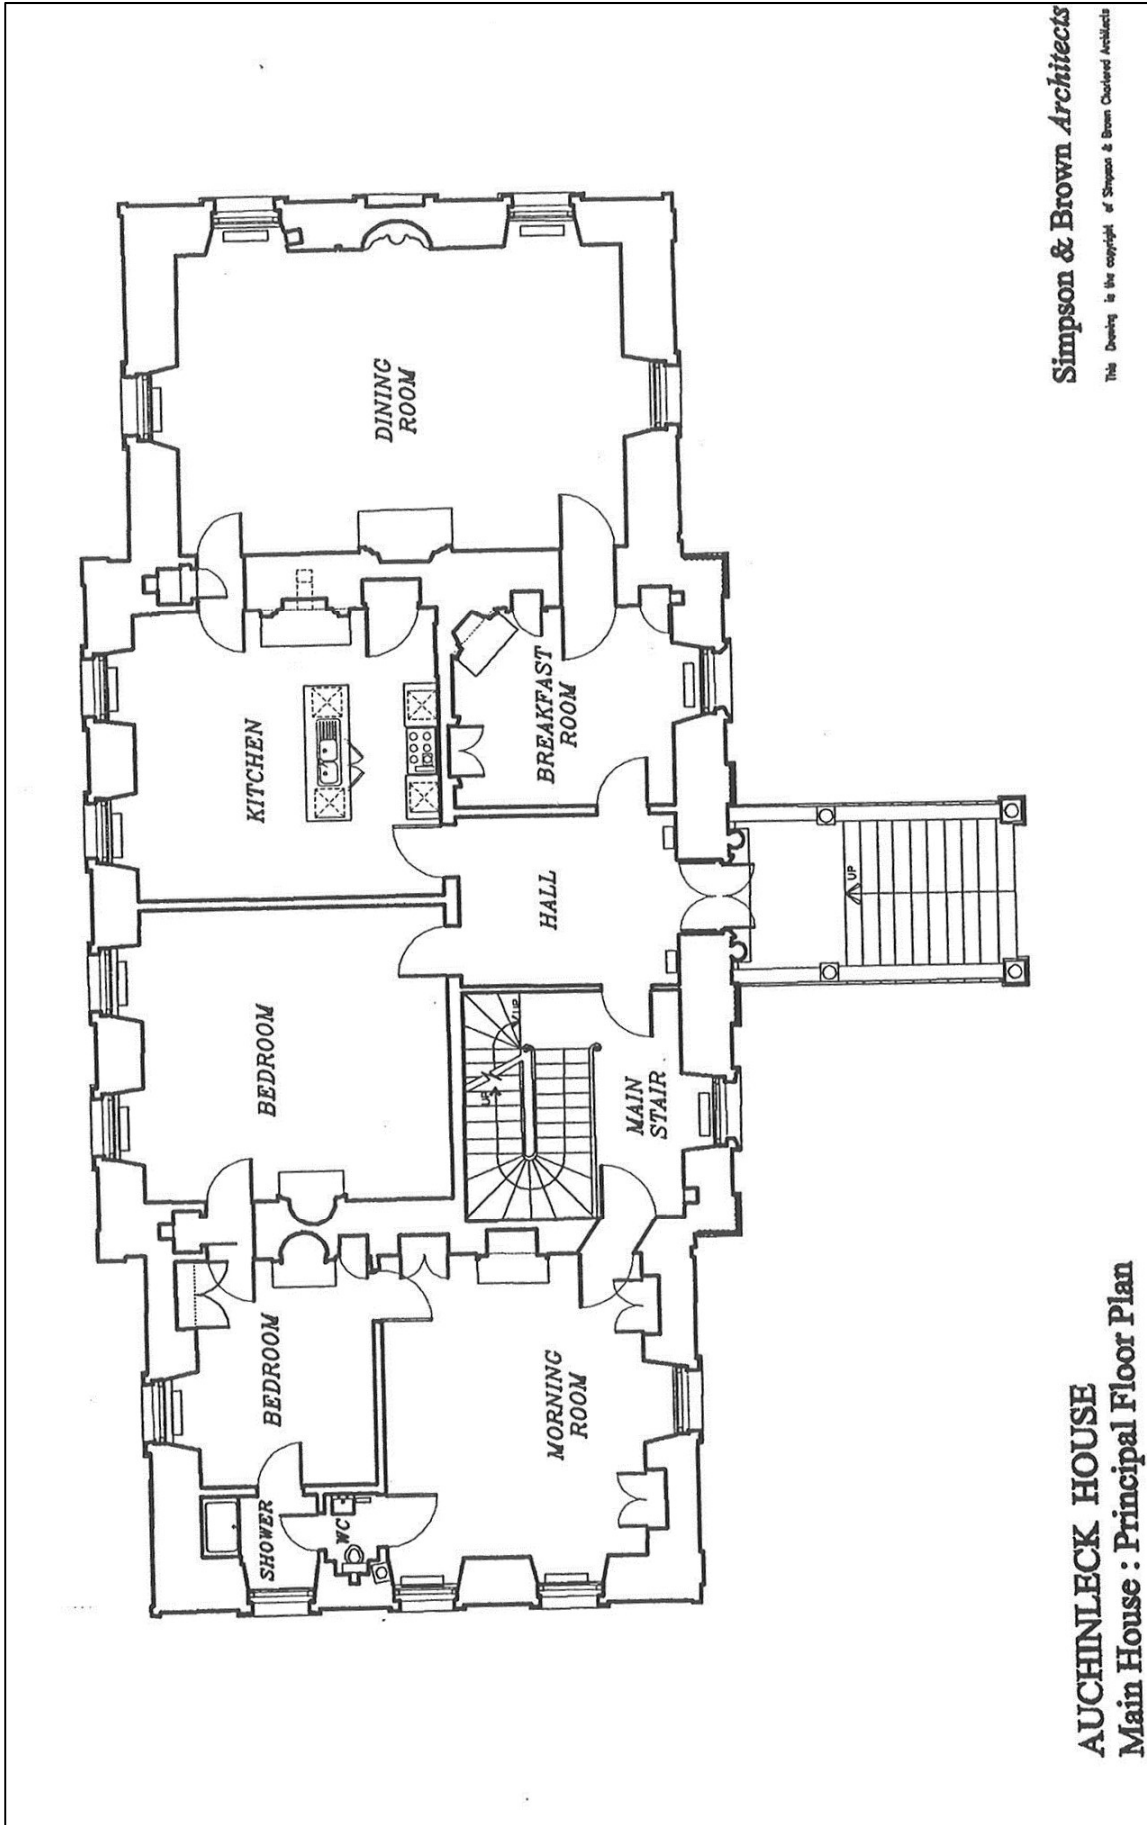 Simpson & Brown Architects
This Drawing is the copyright of Simpson & Brown Chartered Architects
DINING
ROOM
KITCHEN
BREAKFAST
ROOM
HALL
UP
BEDROOM
UP
UP
MAIN
STAIR
BEDROOM
MORNING
ROOM
SHOWER
WC
AUCHINLECK HOUSE
Main House : Principal Floor Plan